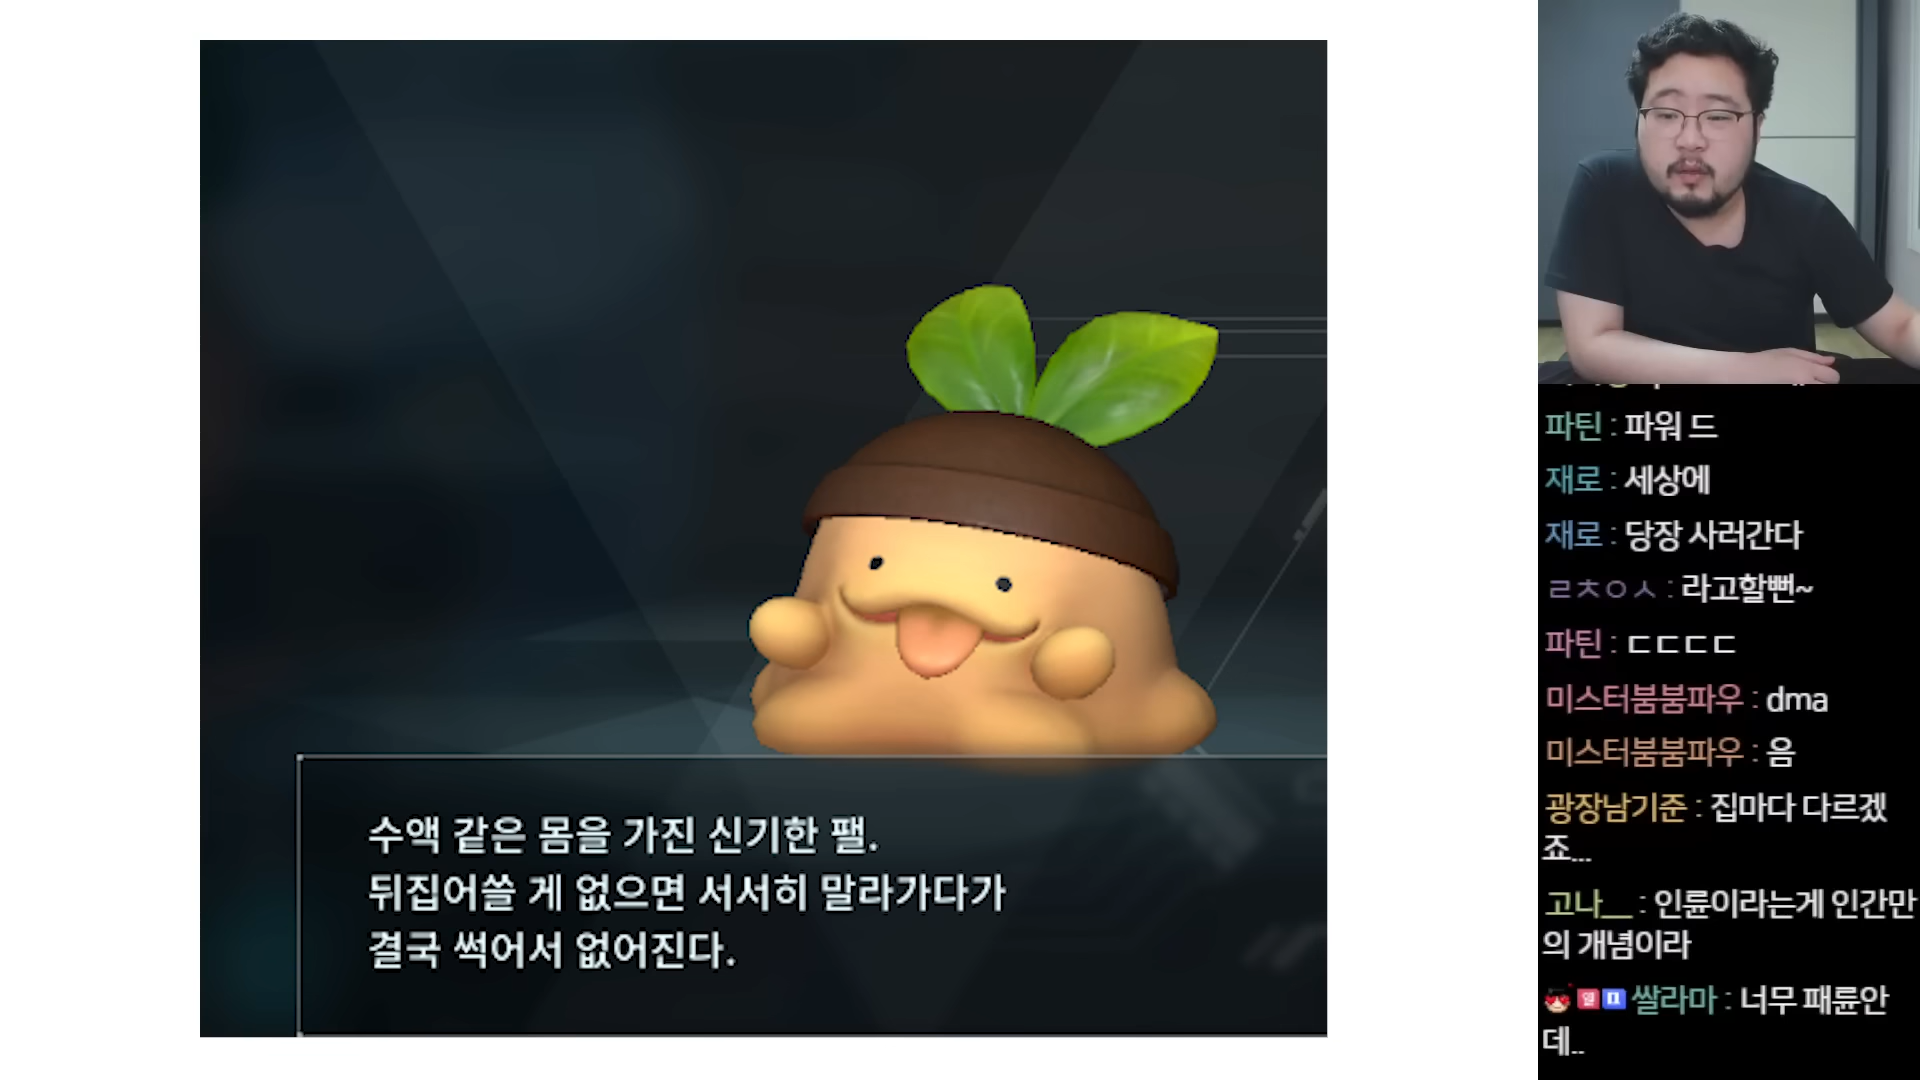 수액 같은 몸을 가진 신기한 팰.
뒤집어쓸 게 없으면 서서히 말라가다가
결국 썩어서 없어진다.
파틴 : 파워 드
재로 : 세상에
재로 : 당장 사러간다
ㄹㅊㅇㅅ : 라고할뻔~
파틴 : ㄷㄷㄷㄷ
미스터붐붐파우 : dma
미스터붐붐파우 : 음
광장남기준 : 집마다 다르겠
죠...
고나__ : 인륜이라는게 인간만
의 개념이라
쌀라마 : 너무 패륜안
데..